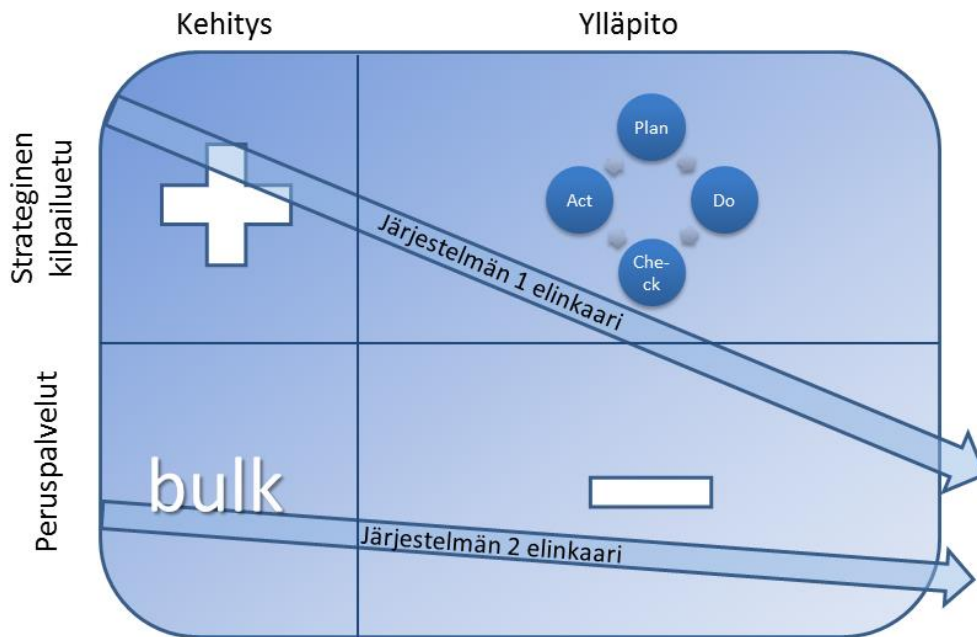 Kehitys
Ylläpito
Strateginen
kilpailuetu
Plan
Act
Do
Che-
ck
Järjestelmän 1 elinkaari
Peruspalvelut
bulk
Järjestelmän 2 elinkaari